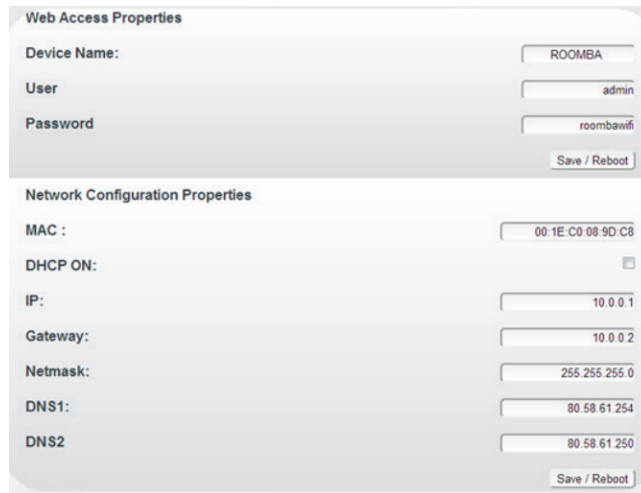 Web Access Properties
Device Name: ROOMBA
User admin
Password roombawifi
Save / Reboot
Network Configuration Properties
MAC : 00:1E:C0:08:9D:C8
DHCP ON:
IP: 10.0.0.1
Gateway: 10.0.0.2
Netmask: 255.255.255.0
DNS1: 80.58.61.254
DNS2 80.58.61.250
Save / Reboot